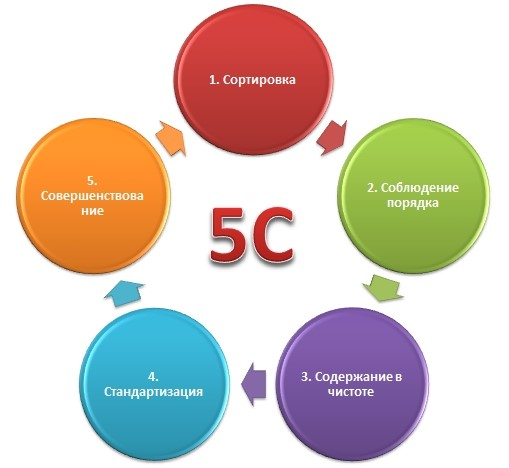 1. Сортировка
2. Соблюдение
порядка
3. Содержание в
чистоте
4.
Стандартизация
5.
Совершенствова
ние
5С